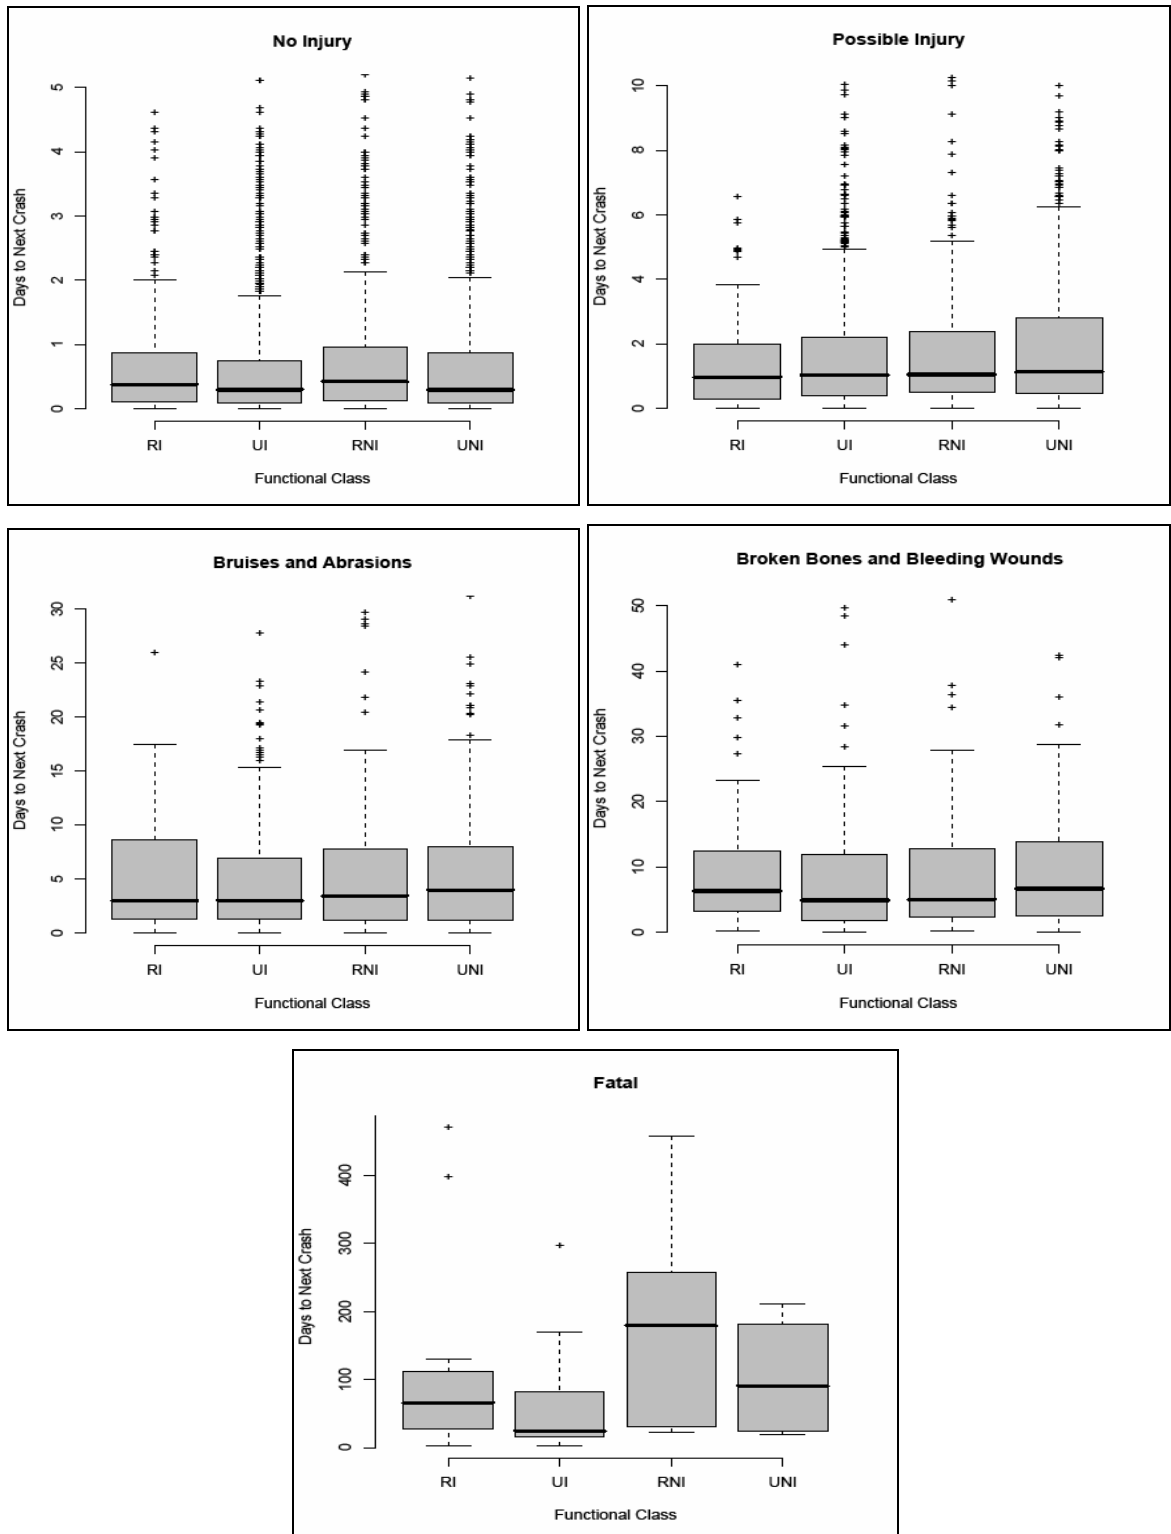 No Injury
Days to Next Crash
5
4
3
2
1
0
RI UI RNI UNI
Functional Class
Possible Injury
Days to Next Crash
10
8
6
4
2
0
RI UI RNI UNI
Functional Class
Bruises and Abrasions
Days to Next Crash
30
25
20
15
10
5
0
RI UI RNI UNI
Functional Class
Broken Bones and Bleeding Wounds
Days to Next Crash
50
40
30
20
10
0
RI UI RNI UNI
Functional Class
Fatal
Days to Next Crash
400
300
200
100
0
RI UI RNI UNI
Functional Class